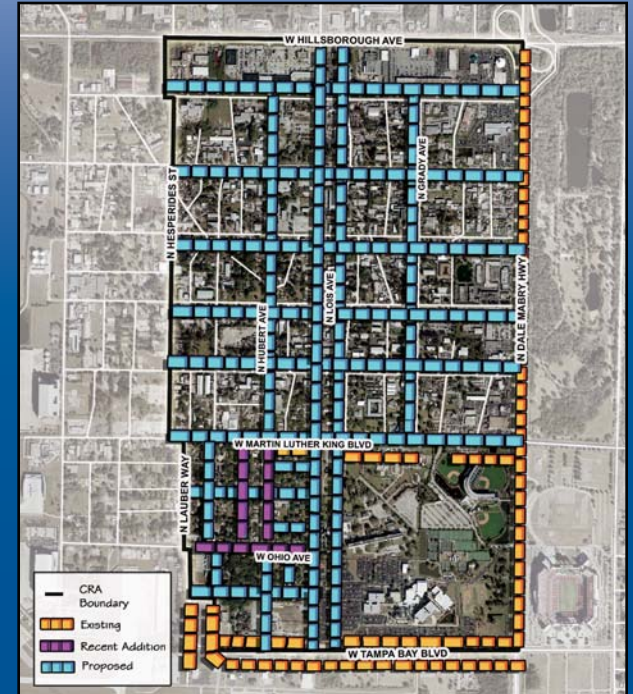 W HILLSBOROUGH AVE
N HESPERIDES ST
N GRADY AVE
N LOIS AVE
N HUBERT AVE
N DALE MABRY HWY
W MARTIN LUTHER KING BLVD
N LAUBER WAY
W OHIO AVE
W TAMPA BAY BLVD
CRA
Boundary
Existing
Recent Addition
Proposed